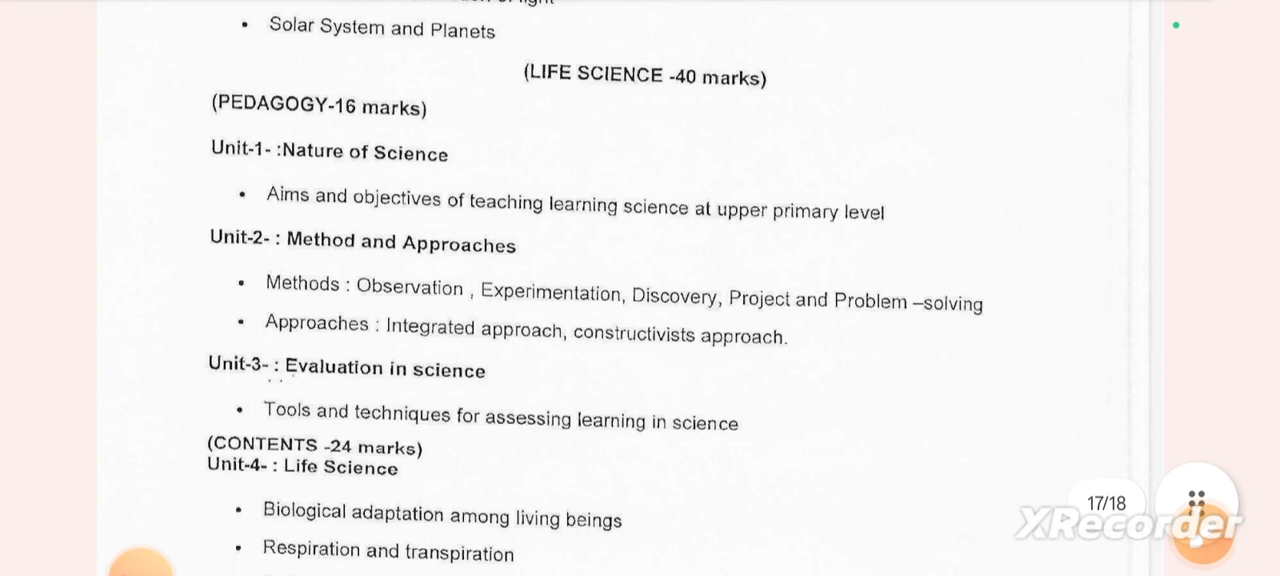 • Solar System and Planets
(LIFE SCIENCE -40 marks)
(PEDAGOGY-16 marks)
Unit-1- :Nature of Science
• Aims and objectives of teaching learning science at upper primary level
Unit-2- : Method and Approaches
• Methods : Observation , Experimentation, Discovery, Project and Problem –solving
• Approaches : Integrated approach, constructivists approach.
Unit-3- : Evaluation in science
• Tools and techniques for assessing learning in science
(CONTENTS -24 marks)
Unit-4- : Life Science
• Biological adaptation among living beings
17/18
XRecorder
• Respiration and transpiration